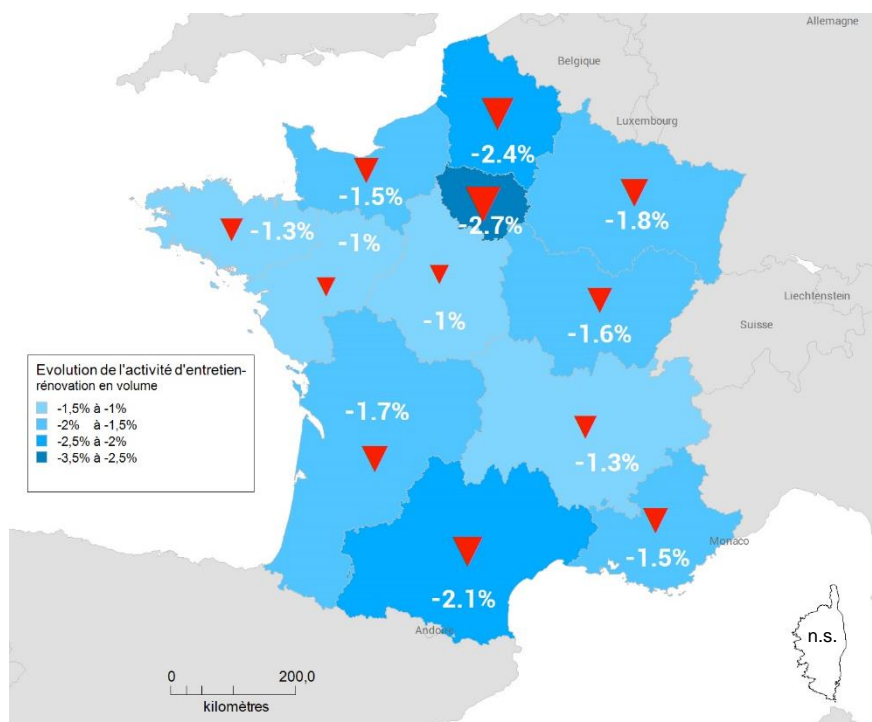 Allemagne
Belgique
Luxembourg
-2.4%
-1.5%
-1.8%
-2.7%
-1.3%
-1%
Liechtenstein
-1%
Suisse
-1.6%
Evolution de l'activité d'entretien-
rénovation en volume
-1,5% à -1%
-2% à -1,5%
-2,5% à -2%
-3,5% à -2,5%
-1.7%
-1.3%
Monaco
-1.5%
-2.1%
Andorre
n.s.
0 200,0
kilomètres